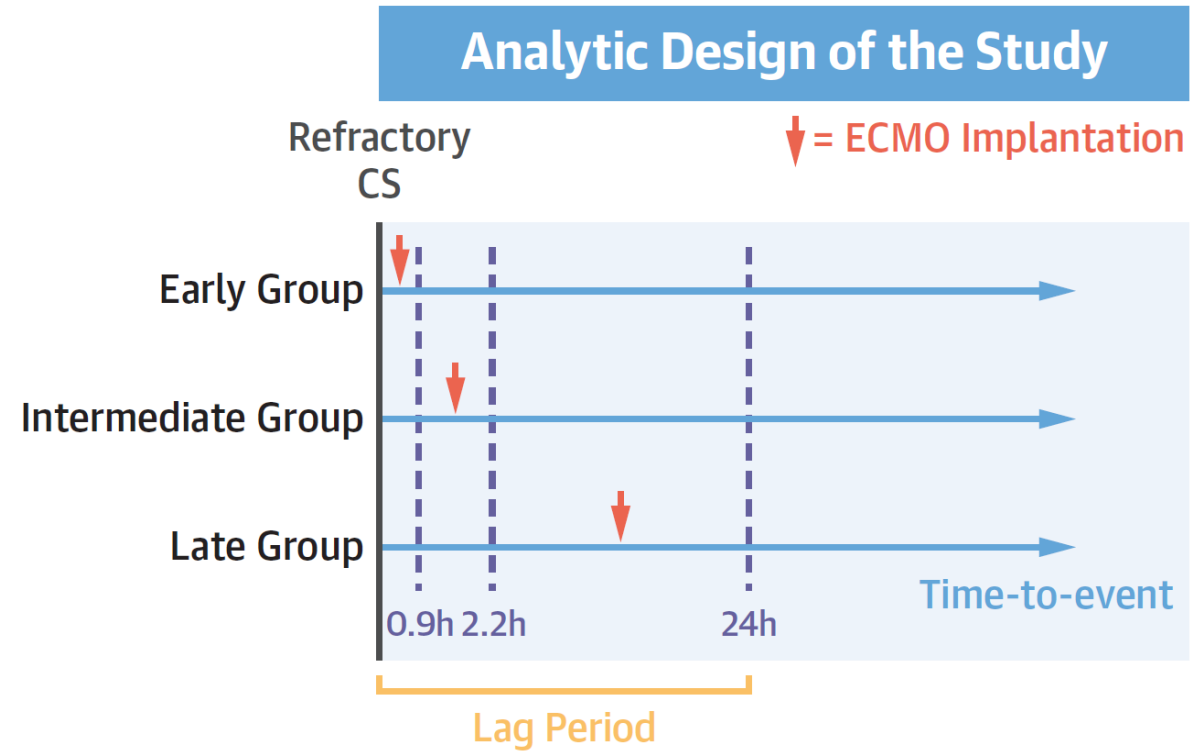 Analytic Design of the Study
Refractory
CS
= ECMO Implantation
Early Group
Intermediate Group
Late Group
Time-to-event
0.9h 2.2h 24h
Lag Period